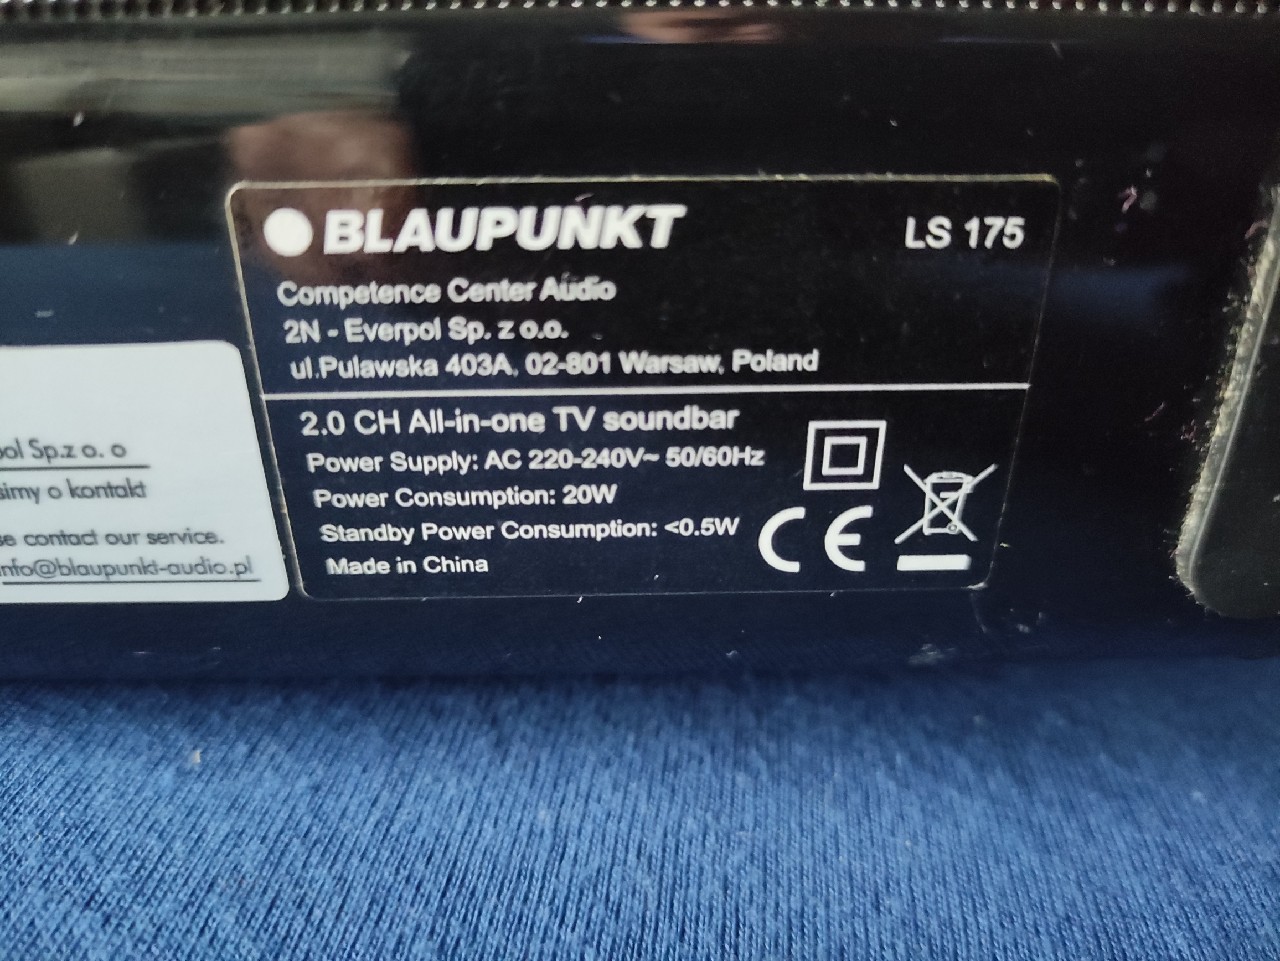 BLAUPUNKT
LS 175
Competence Center Audio
2N - Everpol Sp. z o.o.
ul.Pulawska 403A, 02-801 Warsaw, Poland
2.0 CH All-in-one TV soundbar
Power Supply: AC 220-240V~ 50/60Hz
Power Consumption: 20W
Standby Power Consumption: <0.5W
Made in China
CE
Sp.z o. o
o kontakt
contact our service.
info@blaupunkt-audio.pl